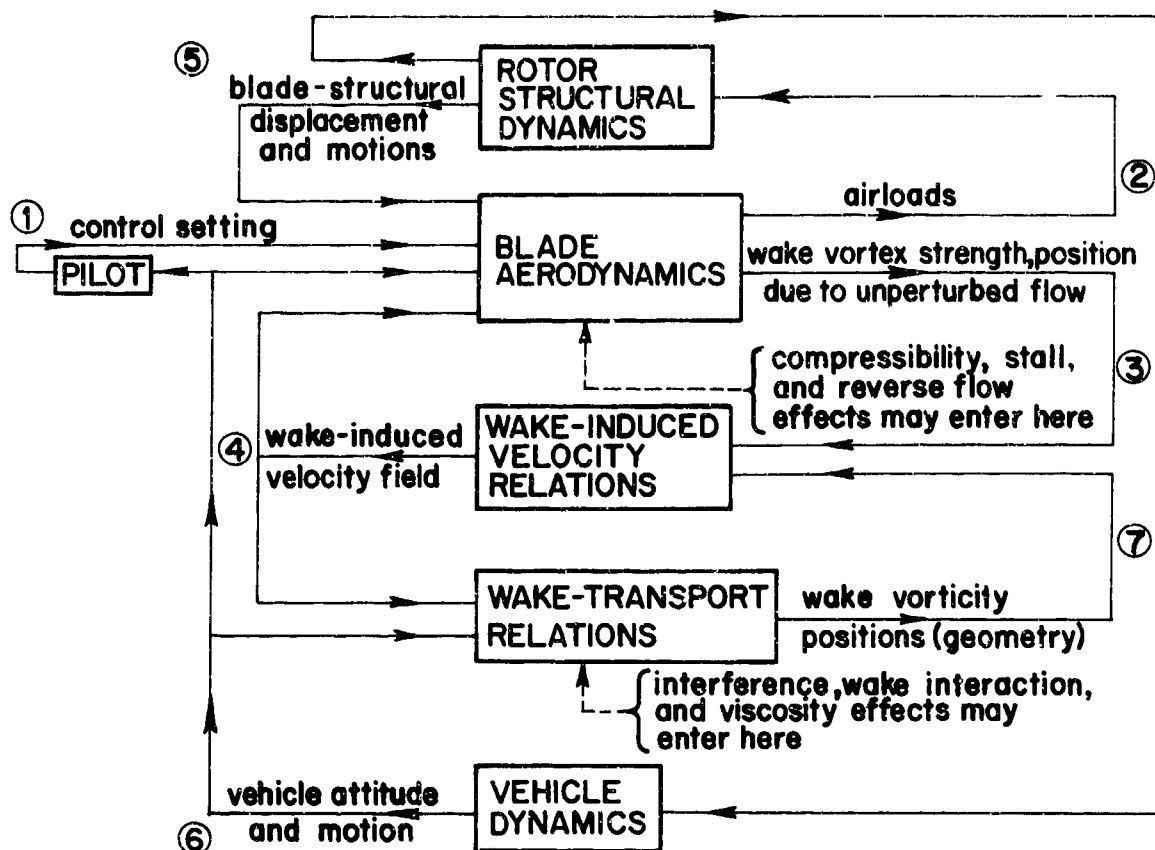 ⑤
ROTOR
STRUCTURAL
DYNAMICS
blade-structural
displacement
and motions
②
①
control setting
PILOT
BLADE
AERODYNAMICS
airloads
wake vortex strength, position
due to unperturbed flow
compressibility, stall,
and reverse flow
effects may enter here
③
④
wake-induced
velocity field
WAKE-INDUCED
VELOCITY
RELATIONS
⑦
WAKE-TRANSPORT
RELATIONS
wake vorticity
positions (geometry)
interference, wake interaction,
and viscosity effects may
enter here
vehicle attitude
and motion
⑥
VEHICLE
DYNAMICS